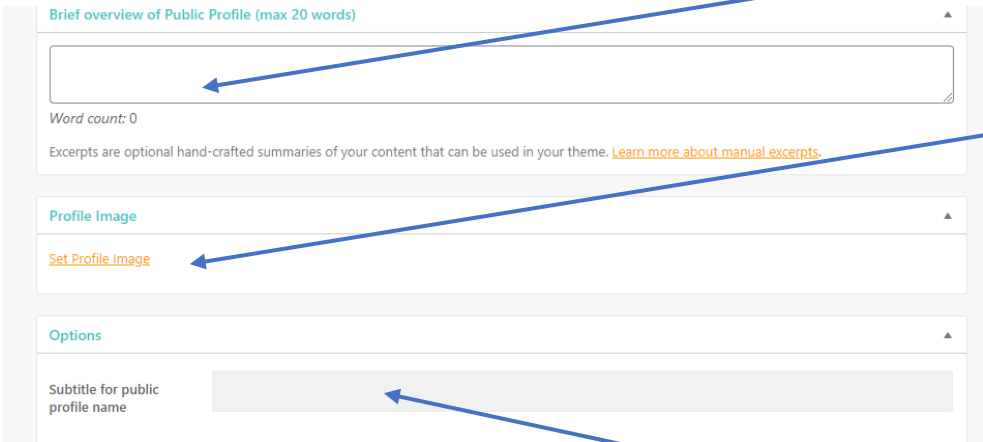 Brief overview of Public Profile (max 20 words)
Word count: 0
Excerpts are optional hand-crafted summaries of your content that can be used in your theme. Learn more about manual excerpts.
Profile Image
Set Profile Image
Options
Subtitle for public
profile name